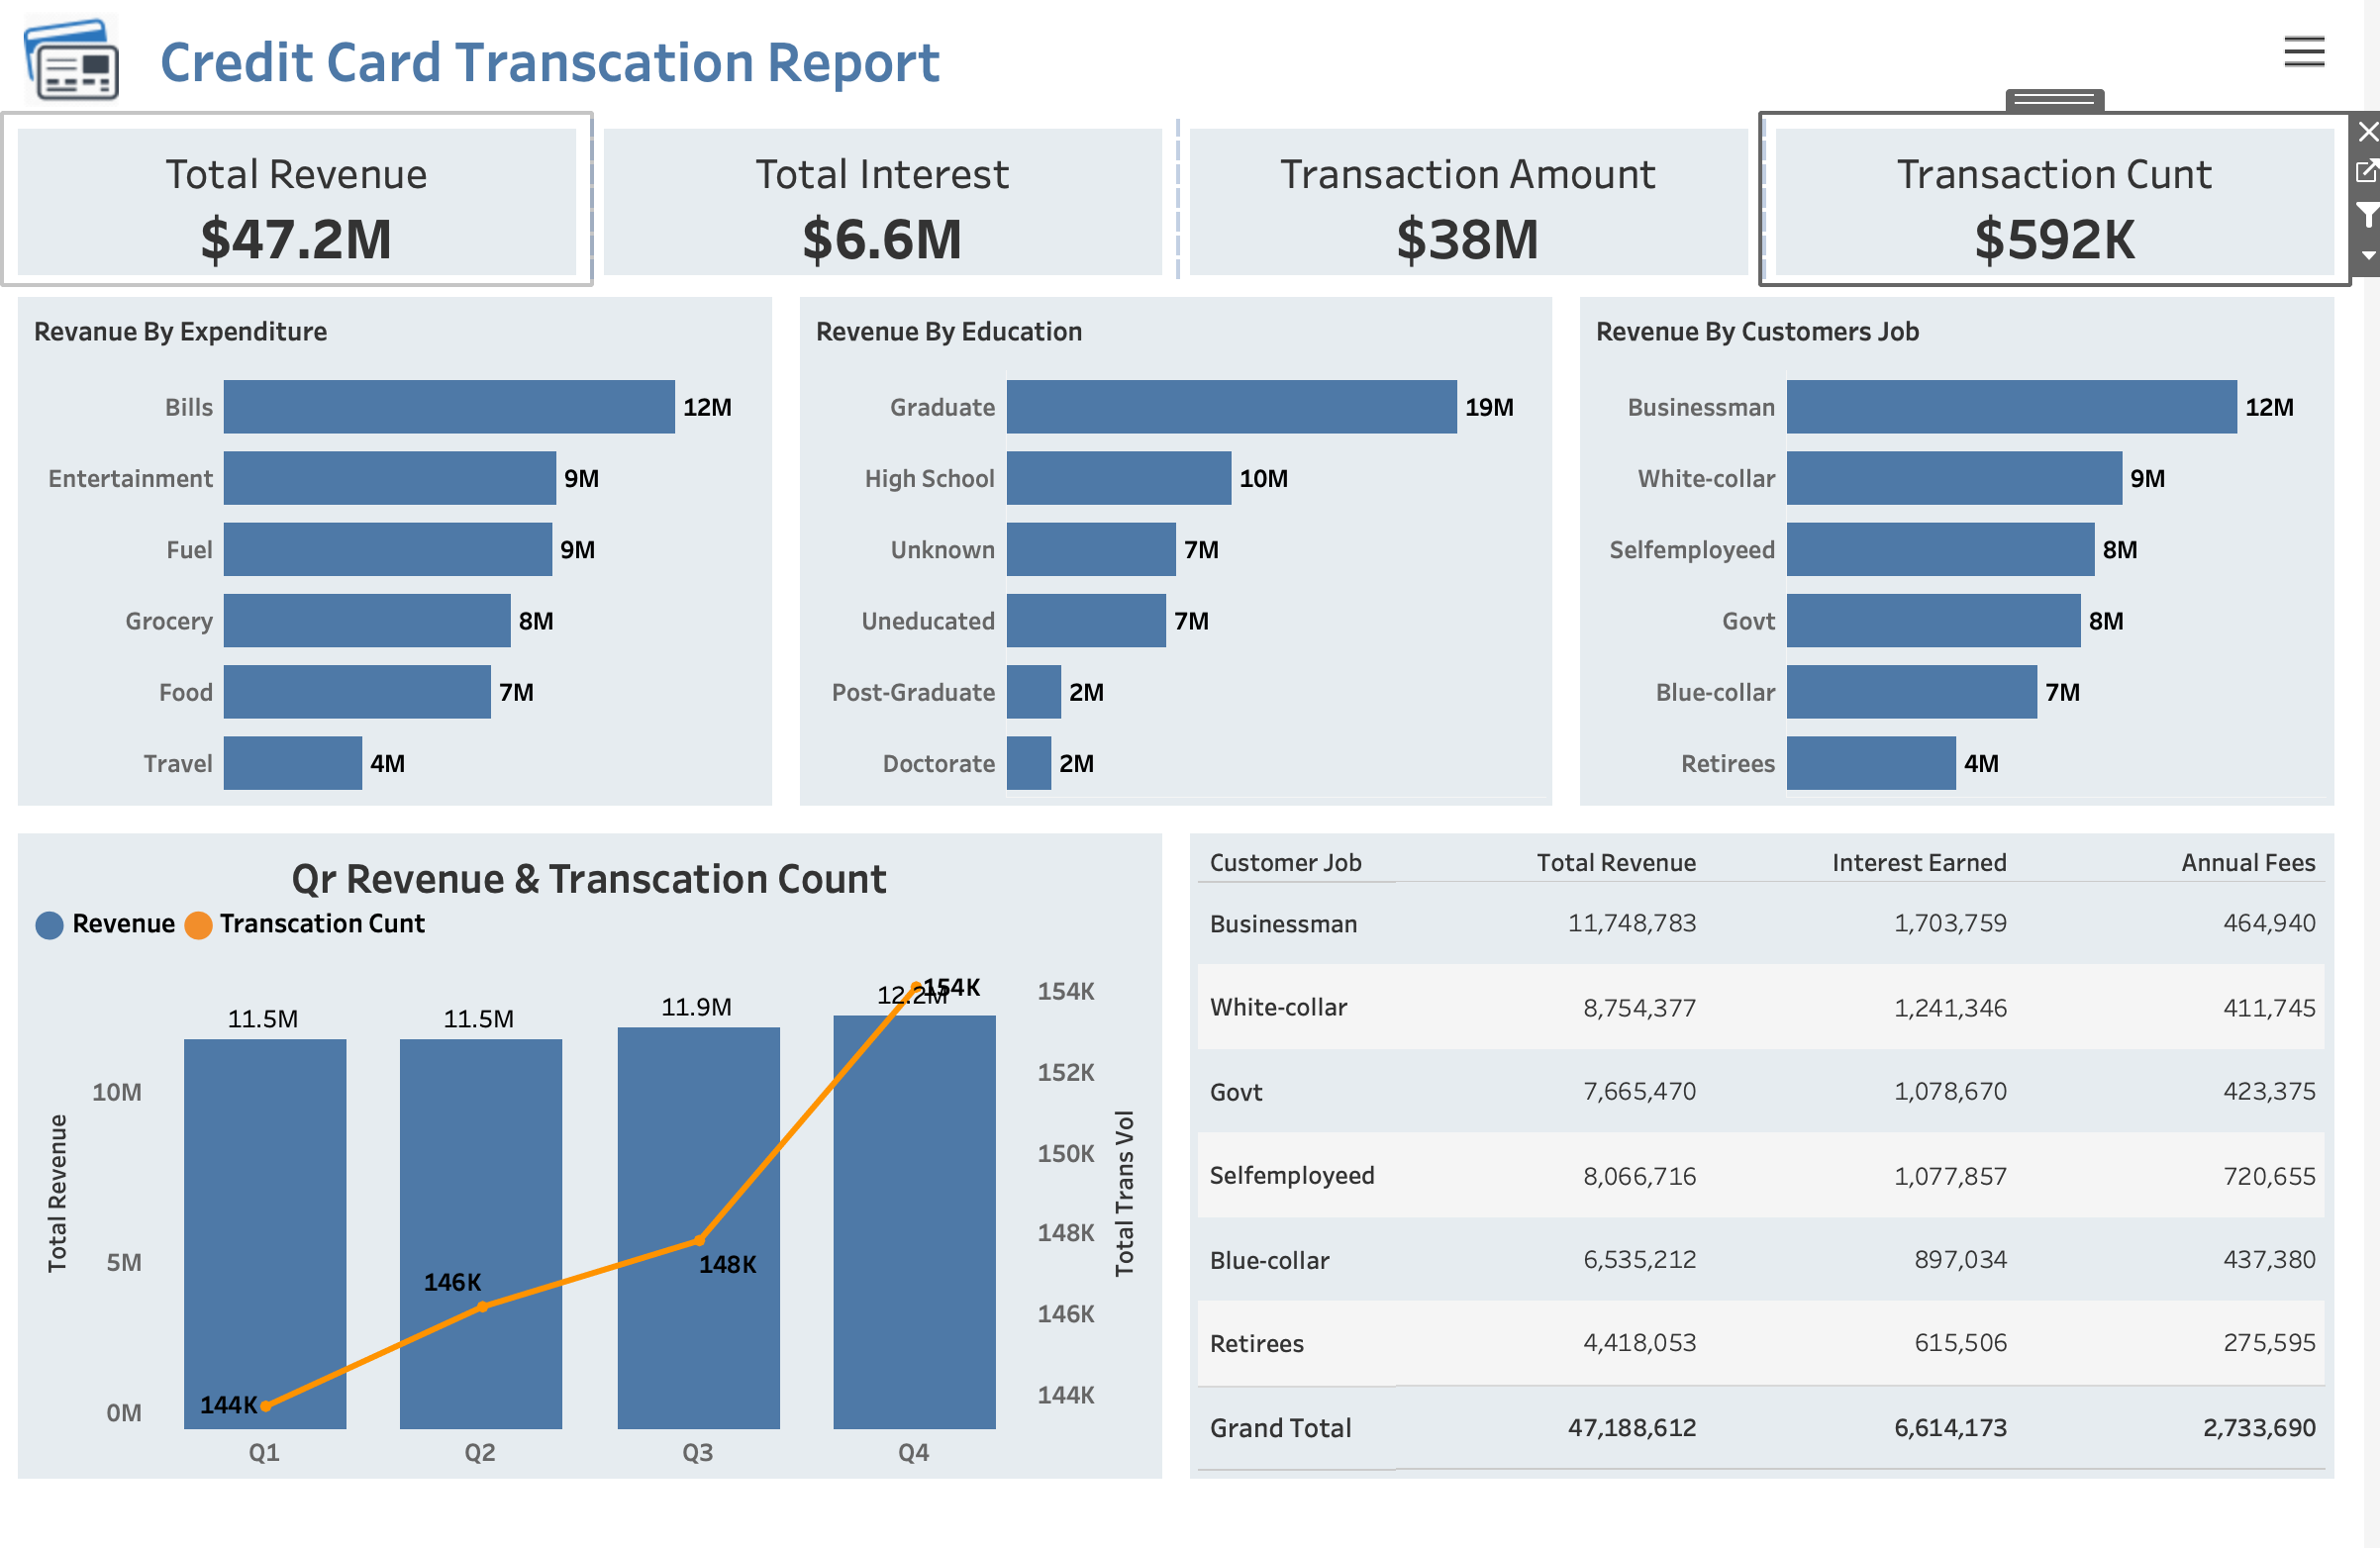 Credit Card Transcation Report
Total Revenue
$47.2M
Total Interest
$6.6M
Transaction Amount
$38M
Transaction Cunt
$592K
Revanue By Expenditure
Bills 12M
Entertainment 9M
Fuel 9M
Grocery 8M
Food 7M
Travel 4M
Revenue By Education
Graduate 19M
High School 10M
Unknown 7M
Uneducated 7M
Post-Graduate 2M
Doctorate 2M
Revenue By Customers Job
Businessman 12M
White-collar 9M
Selfemployeed 8M
Govt 8M
Blue-collar 7M
Retirees 4M
Qr Revenue & Transcation Count
Revenue Transcation Cunt
Total Revenue
10M
5M
0M
11.5M
11.5M
11.9M
12.2M
144K
146K
148K
154K
154K
152K
150K
148K
146K
144K
Total Trans Vol
Q1 Q2 Q3 Q4
Customer Job Total Revenue Interest Earned Annual Fees
Businessman 11,748,783 1,703,759 464,940
White-collar 8,754,377 1,241,346 411,745
Govt 7,665,470 1,078,670 423,375
Selfemployeed 8,066,716 1,077,857 720,655
Blue-collar 6,535,212 897,034 437,380
Retirees 4,418,053 615,506 275,595
Grand Total 47,188,612 6,614,173 2,733,690